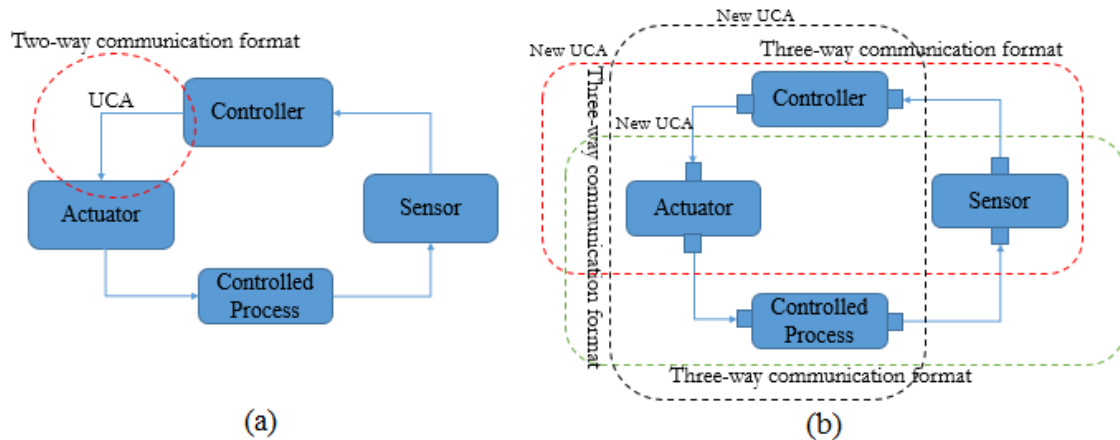 Two-way communication format
UCA
Controller
Actuator
Sensor
Controlled
Process
(a)
New UCA
New UCA
Three-way communication format
Three-way communication format
New UCA
Controller
Actuator
Sensor
Controlled
Process
Three-way communication format
(b)